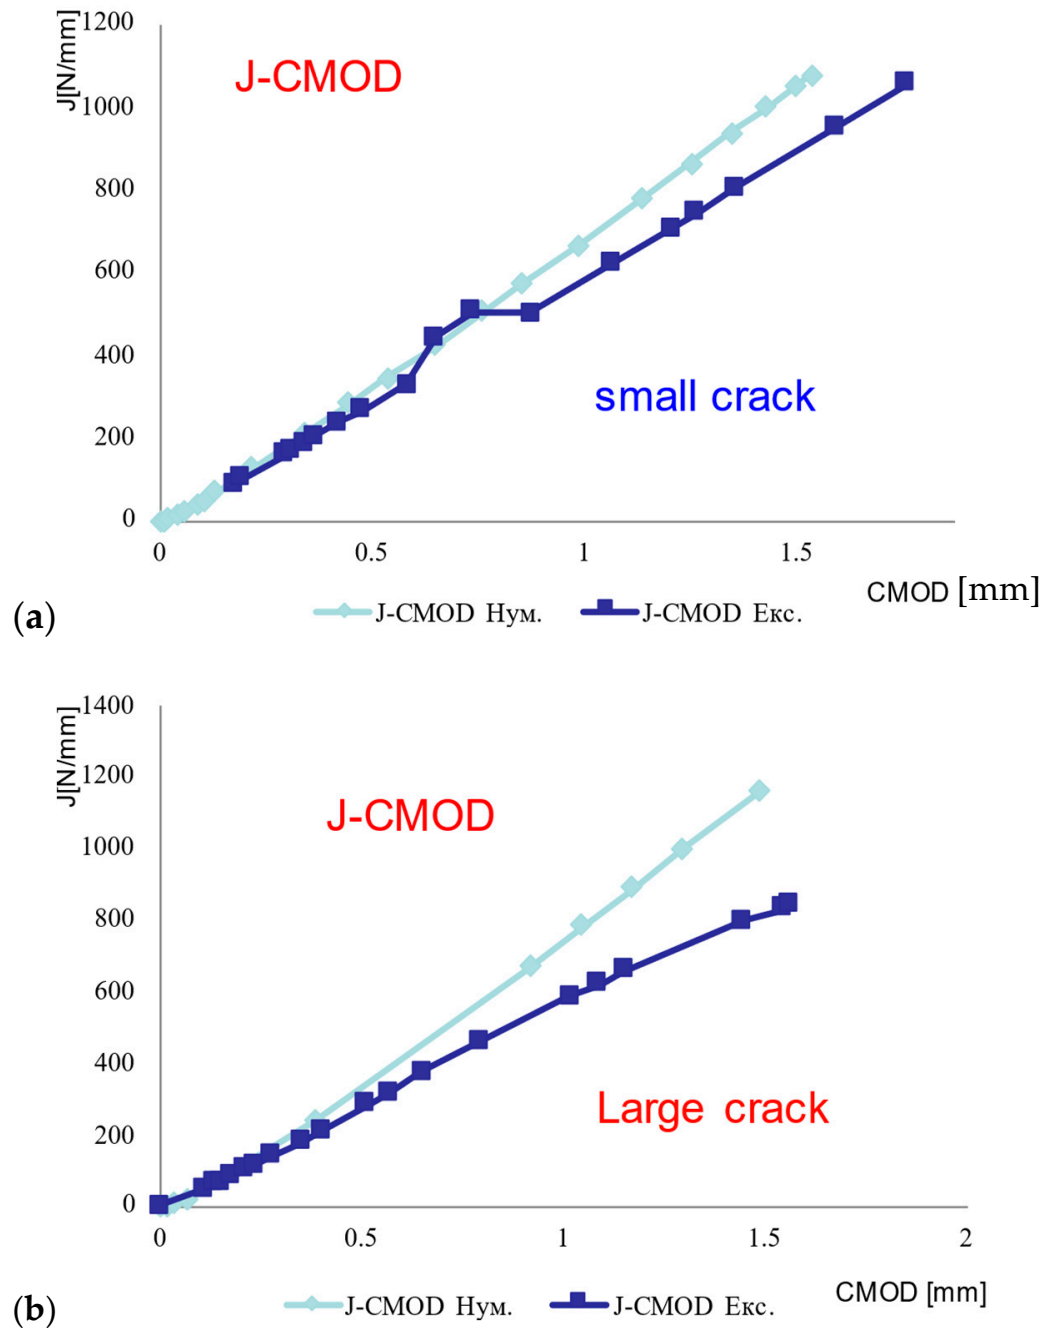 1200
J[N/mm]
J-CMOD
1000
800
600
small crack
400
200
0
0 0.5 1 1.5
CMOD [mm]
(a)
J-CMOD Нум. J-CMOD Екс.
1400
J[N/mm]
1200
J-CMOD
1000
800
600
400
Large crack
200
0
0 0.5 1 1.5 2
(b)
J-CMOD Нум. J-CMOD Екс.
CMOD [mm]